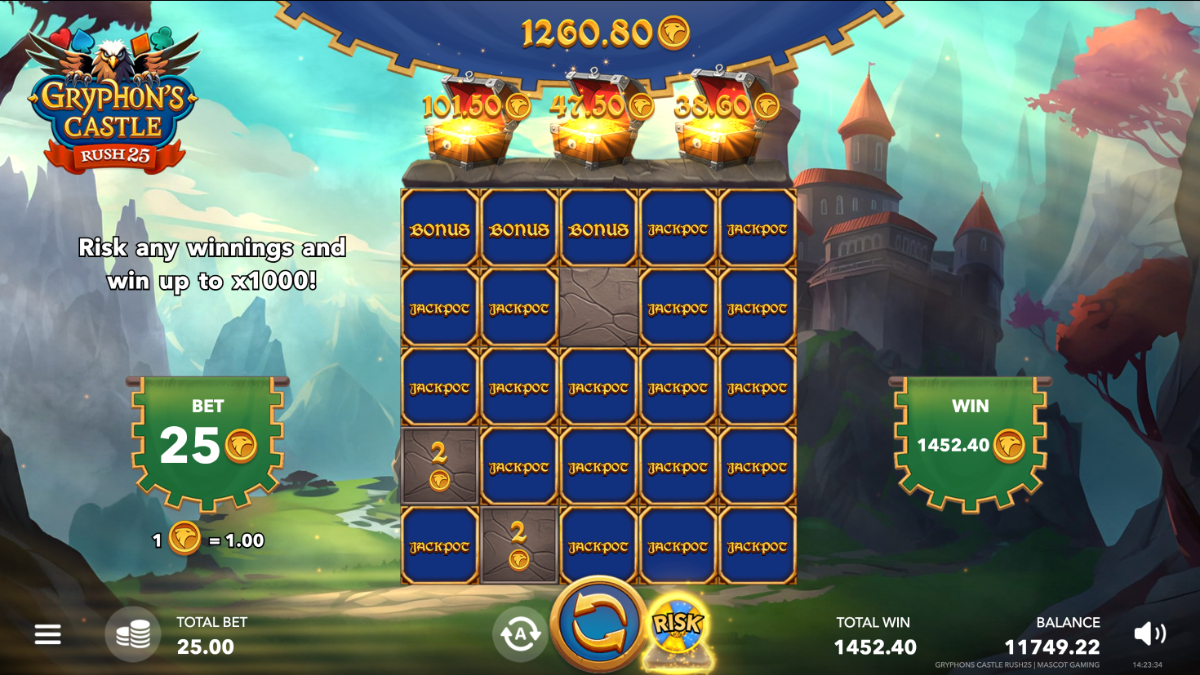 1260.80
101.50 47.50 38.60
GRYPHON'S
CASTLE
RUSH 25
Risk any winnings and
win up to x1000!
BONUS BONUS BONUS JACKPOT JACKPOT
JACKPOT JACKPOT JACKPOT JACKPOT
JACKPOT JACKPOT JACKPOT JACKPOT JACKPOT
2 JACKPOT JACKPOT JACKPOT JACKPOT
JACKPOT 2 JACKPOT JACKPOT JACKPOT
BET
25
1 = 1.00
WIN
1452.40
TOTAL BET
25.00
A
RISK
TOTAL WIN
1452.40
BALANCE
11749.22
GRYPHONS CASTLE RUSH25 | MASCOT GAMING
14:23:34